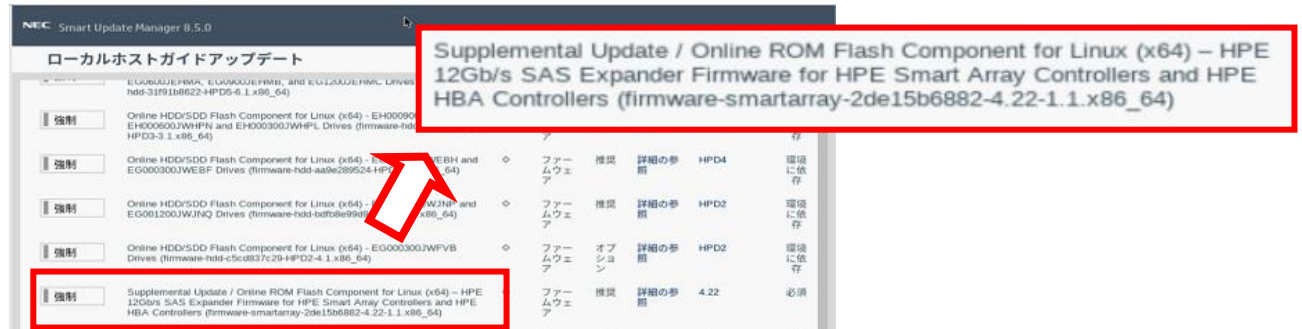 NEC Smart Update Manager 8.5.0
ローカルホストガイドアップデート
Supplemental Update / Online ROM Flash Component for Linux (x64) – HPE
12Gb/s SAS Expander Firmware for HPE Smart Array Controllers and HPE
HBA Controllers (firmware-smartarray-2de15b6882-4.22-1.1.x86_64)
EG0600JEHMA, EG0900JEHMB, and EG1200JEHMC Drives
hdd-31f91b8622-HPD5-6.1.x86_64)
強制
Online HDD/SDD Flash Component for Linux (x64) -
EH000600JWHPN and EH000300JWHPL Drives
HPD3-3.1.x86_64)
ア
存
強制
Online HDD/SDD Flash Component for Linux (x64) - and
EG000300JWEBF Drives (firmware-hdd-aa9e289524-
ファー
ムウェ
ア
推奨
詳細の参
照
HPD4
環境
に依
存
強制
Online HDD/SDD Flash Component for Linux (x64) - and
EG001200JWJNQ Drives
ファー
ムウェ
ア
推奨
詳細の参
照
HPD2
環境
に依
存
強制
Online HDD/SDD Flash Component for Linux (x64) - EG000300JWFVB
Drives (firmware-hdd-c5cd837c29-HPD2-4.1.x86_64)
ファー
ムウェ
ア
オプ
ショ
ン
詳細の参
照
HPD2
環境
に依
存
強制
Supplemental Update / Online ROM Flash Component for Linux (x64) – HPE
12Gb/s SAS Expander Firmware for HPE Smart Array Controllers and HPE
HBA Controllers (firmware-smartarray-2de15b6882-4.22-1.1.x86_64)
ファー
ムウェ
ア
推奨
詳細の参
照
4.22
必須